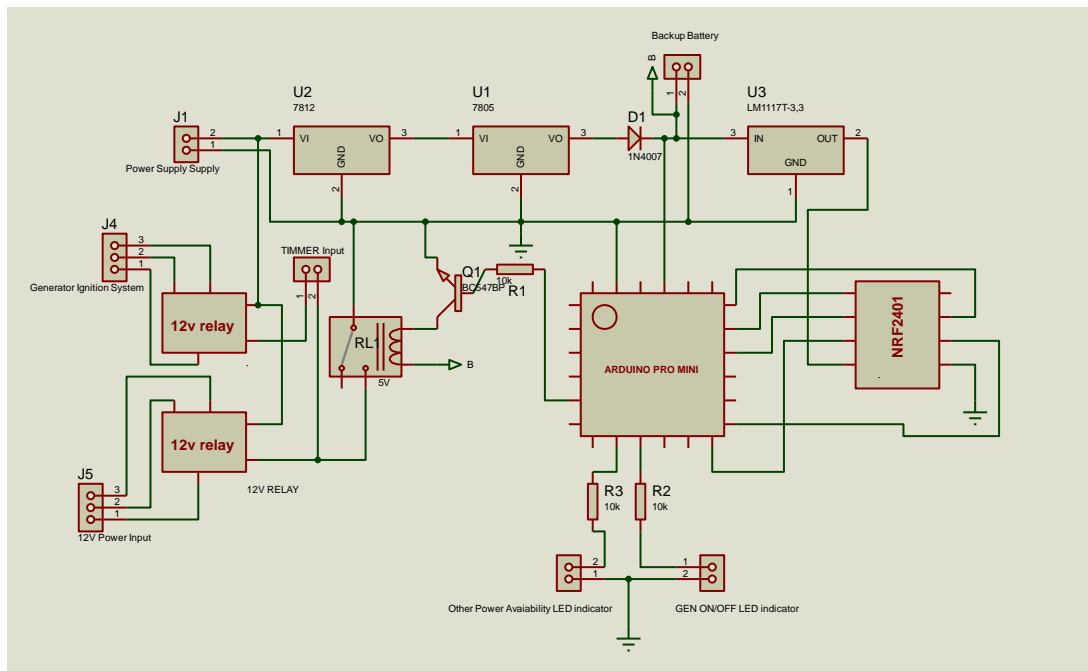 Backup Battery
B
1
2
U2
7812
U1
7805
U3
LM1117T-3,3
J1
2
1
1
VI
VO
3
1
VI
VO
3
D1
1N4007
3
IN
OUT
2
GND
GND
GND
2
2
1
Power Supply Supply
J4
3
2
1
Generator Ignition System
TIMMER Input
1
2
Q1
BC547BP
10k
R1
12v relay
RL1
5V
B
ARDUINO PRO MINI
NRF2401
12v relay
12V RELAY
J5
3
2
1
12V Power Input
R3
10k
R2
10k
2
1
1
2
Other Power Avaiability LED indicator
GEN ON/OFF LED indicator